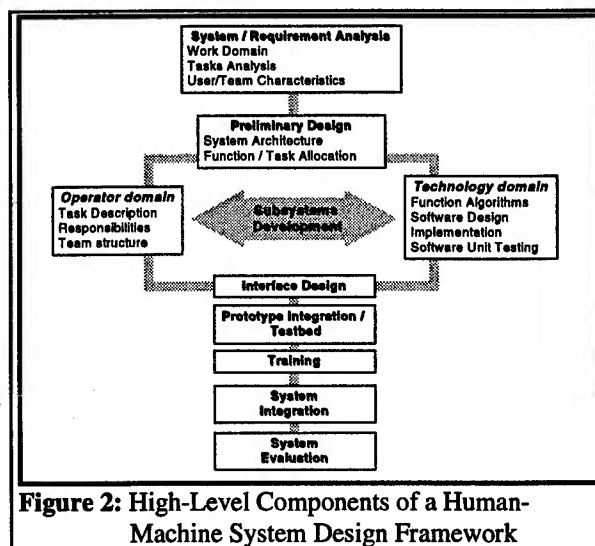 System / Requirement Analysis
Work Domain
Tasks Analysis
User/Team Characteristics
Preliminary Design
System Architecture
Function / Task Allocation
Operator domain
Task Description
Responsibilities
Team structure
Subsystems
Development
Technology domain
Function Algorithms
Software Design
Implementation
Software Unit Testing
Interface Design
Prototype Integration /
Testbed
Training
System
Integration
System
Evaluation
Figure 2: High-Level Components of a Human-
Machine System Design Framework